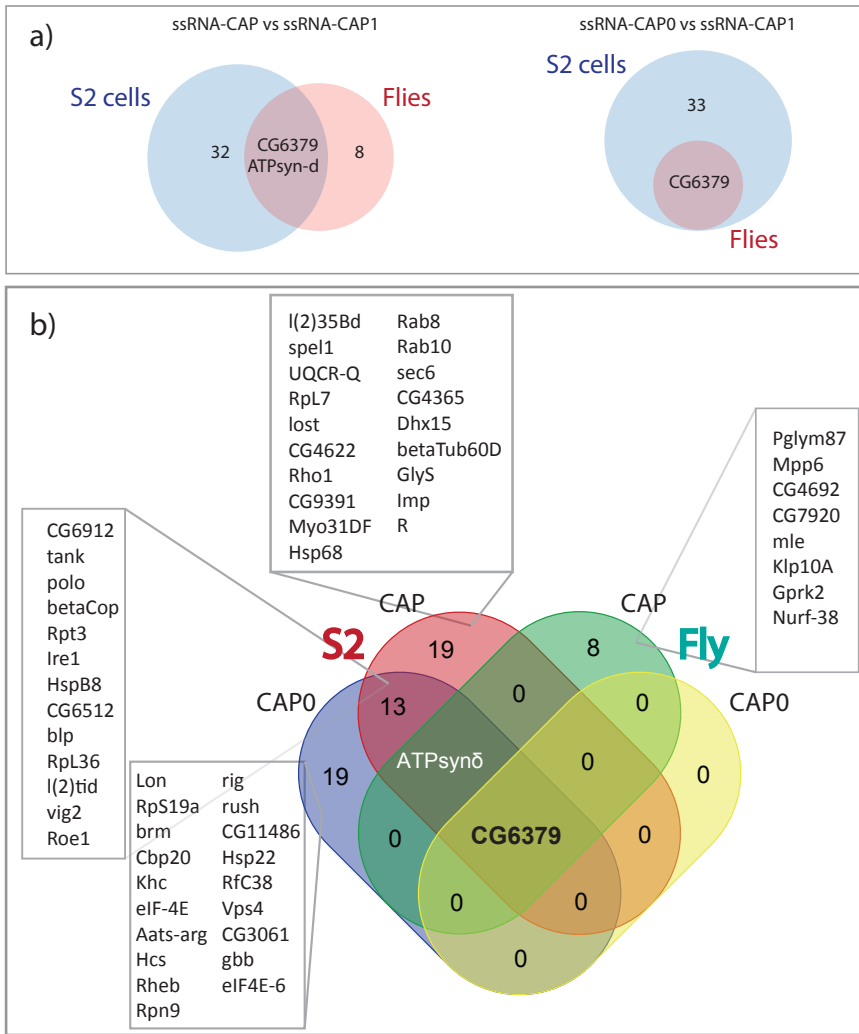 a)
ssRNA-CAP vs ssRNA-CAP1
S2 cells
Flies
32
CG6379
ATPsyn-d
8
ssRNA-CAP0 vs ssRNA-CAP1
S2 cells
33
CG6379
Flies
b)
l(2)35Bd
spel1
UQCR-Q
RpL7
lost
CG4622
Rho1
CG9391
Myo31DF
Hsp68
Rab8
Rab10
sec6
CG4365
Dhx15
betaTub60D
GlyS
Imp
R
Pglym87
Mpp6
CG4692
CG7920
mle
Klp10A
Gprk2
Nurf-38
CG6912
tank
polo
betaCop
Rpt3
Ire1
HspB8
CG6512
blp
RpL36
l(2)tid
vig2
Roe1
Lon
RpS19a
brm
Cbp20
Khc
eIF-4E
Aats-arg
Hcs
Rheb
Rpn9
rig
rush
CG11486
Hsp22
RfC38
Vps4
CG3061
gbb
eIF4E-6
S2
CAP
CAP
Fly
CAP0
CAP0
19
8
13
0
0
19
ATPsynδ
0
0
0
CG6379
0
0
0
0